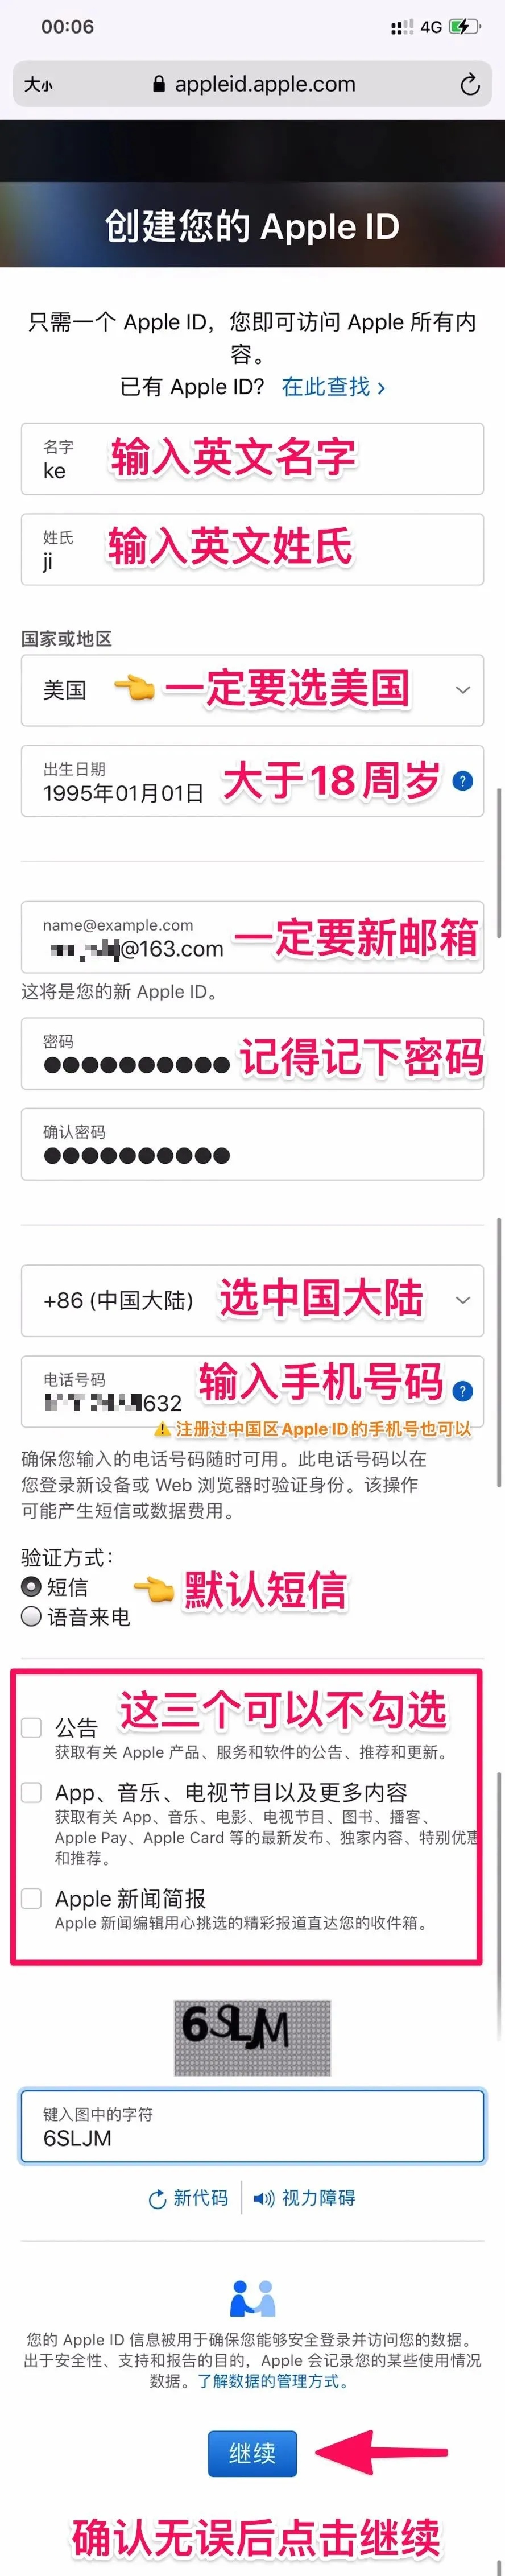 00:06
4G
大小
appleid.apple.com
创建您的 Apple ID
只需一个 Apple ID，您即可访问 Apple 所有内
容。
已有 Apple ID？ 在此查找 ›
名字
ke
输入英文名字
姓氏
ji
输入英文姓氏
国家或地区
美国
一定要选美国
出生日期
1995年01月01日
大于18周岁
?
name@example.com
@163.com
一定要新邮箱
这将是您的新 Apple ID。
密码
●●●●●●●●●●
记得记下密码
确认密码
●●●●●●●●●●
+86 (中国大陆)
选中国大陆
电话号码
632
输入手机号码
?
注册过中国区Apple ID的手机号也可以
确保您输入的电话号码随时可用。此电话号码以在
您登录新设备或 Web 浏览器时验证身份。该操作
可能产生短信或数据费用。
验证方式：
短信
默认短信
语音来电
这三个可以不勾选
公告
获取有关 Apple 产品、服务和软件的公告、推荐和更新。
App、音乐、电视节目以及更多内容
获取有关 App、音乐、电影、电视节目、图书、播客、
Apple Pay、Apple Card 等的最新发布、独家内容、特别优惠
和推荐。
Apple 新闻简报
Apple 新闻编辑用心挑选的精彩报道直达您的收件箱。
6SLJM
键入图中的字符
6SLJM
新代码
视力障碍
您的 Apple ID 信息被用于确保您能够安全登录并访问您的数据。
出于安全性、支持和报告的目的，Apple 会记录您的某些使用情况
数据。了解数据的管理方式。
继续
确认无误后点击继续